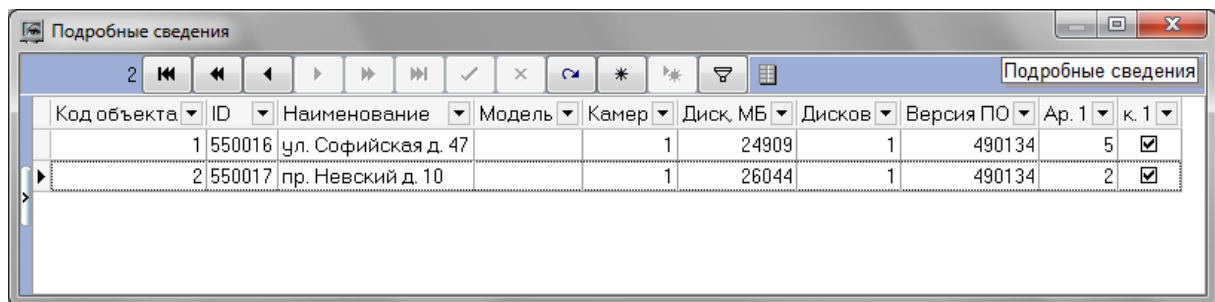 Подробные сведения
2
Подробные сведения
Код объекта ID Наименование Модель Камер Диск, МБ Дисков Версия ПО Ар. 1 к. 1
1 550016 ул. Софийская д. 47 1 24909 1 490134 5
2 550017 пр. Невский д. 10 1 26044 1 490134 2